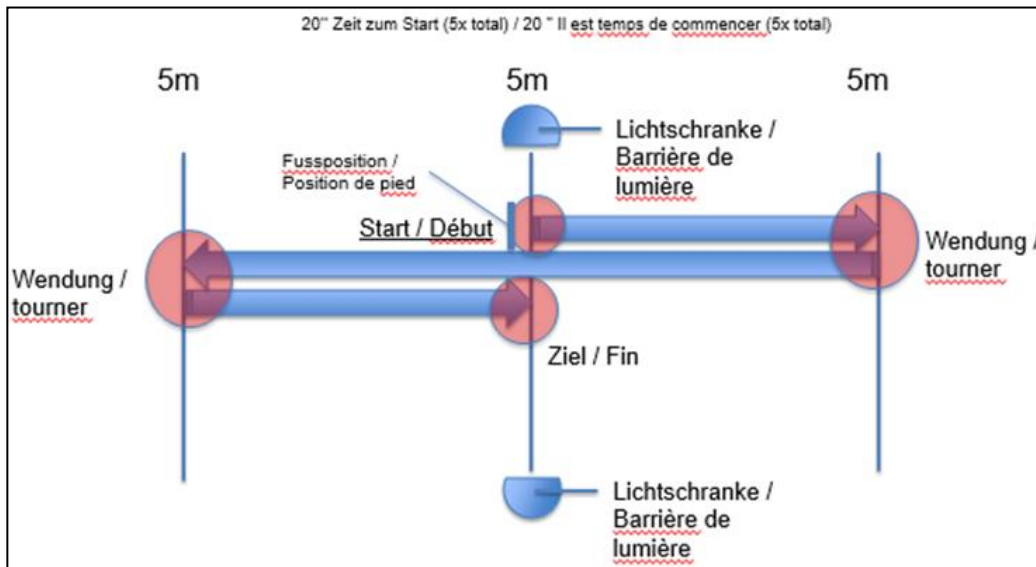 20'' Zeit zum Start (5x total) / 20 " Il est temps de commencer (5x total)
5m
5m
5m
Lichtschranke /
Barrière de
lumière
Fussposition /
Position de pied
Start / Début
Wendung /
tourner
Wendung /
tourner
Ziel / Fin
Lichtschranke /
Barrière de
lumière